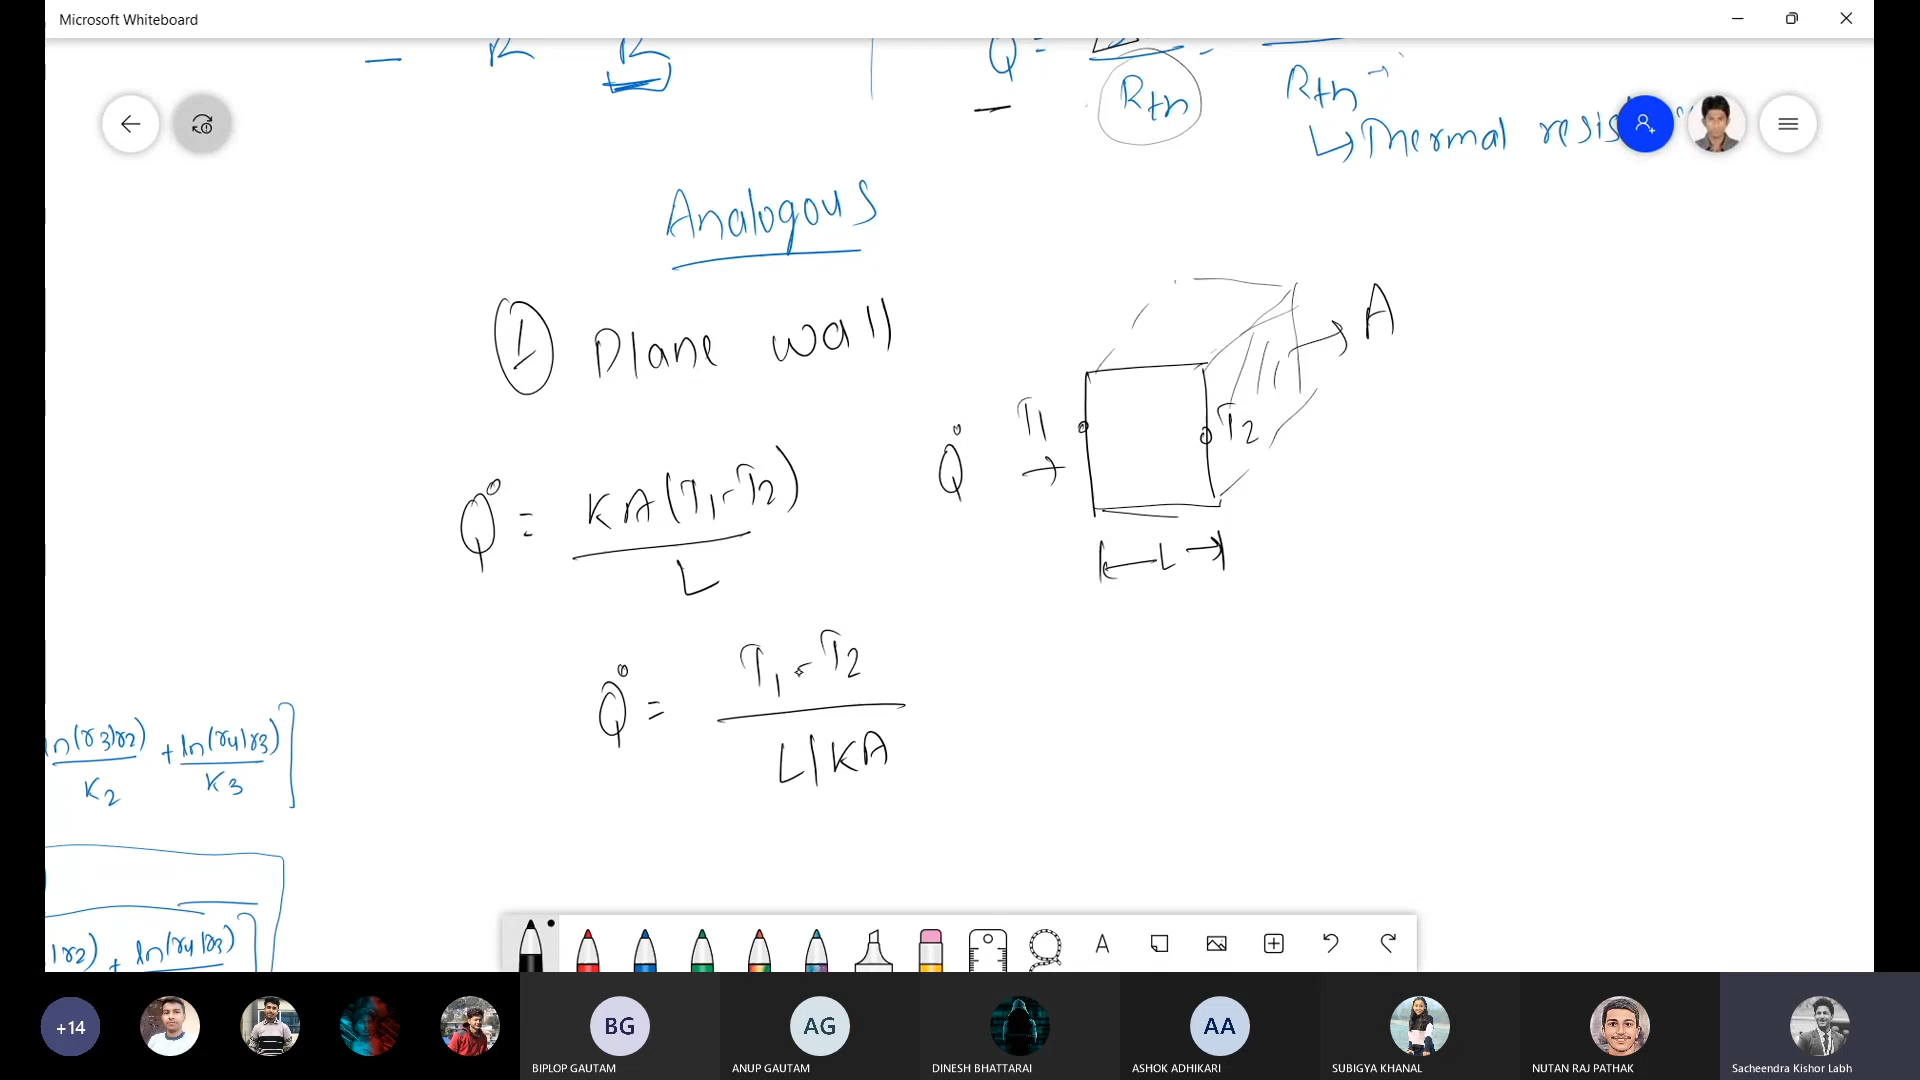 Microsoft Whiteboard
R
R
Q̇ =
Rth
=
Rth →
↳ Thermal resis
Analogous
① Plane wall
A
T1
T2
Q̇ →
L
Q̇ = KA(T1-T2)
L
Q̇ = T1-T2
L/KA
ln(r3/r2) + ln(r4/r3)]
K2
K3
/r2) + ln(r4/r3)]
A
+14
BG
AG
AA
BIPLOP GAUTAM
ANUP GAUTAM
DINESH BHATTARAI
ASHOK ADHIKARI
SUBIGYA KHANAL
NUTAN RAJ PATHAK
Sacheendra Kishor Labh